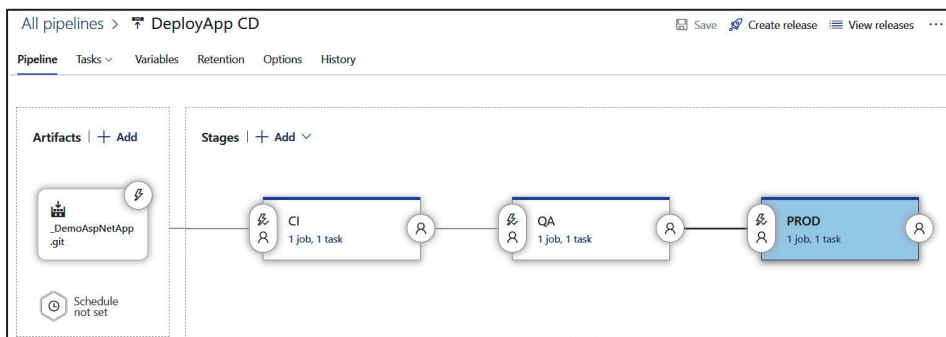 All pipelines > DeployApp CD
Save Create release View releases ...
Pipeline Tasks Variables Retention Options History
Artifacts | + Add
Stages | + Add
_DemoAspNetApp
.git
CI
1 job, 1 task
QA
1 job, 1 task
PROD
1 job, 1 task
Schedule
not set